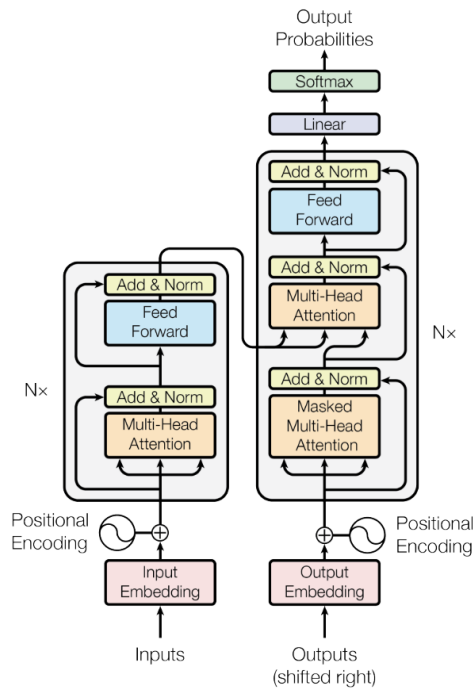 Output
Probabilities
Softmax
Linear
Add & Norm
Feed
Forward
Add & Norm
Multi-Head
Attention
Add & Norm
Masked
Multi-Head
Attention
N×
Add & Norm
Feed
Forward
Add & Norm
Multi-Head
Attention
N×
Positional
Encoding
Positional
Encoding
Input
Embedding
Output
Embedding
Inputs
Outputs
(shifted right)